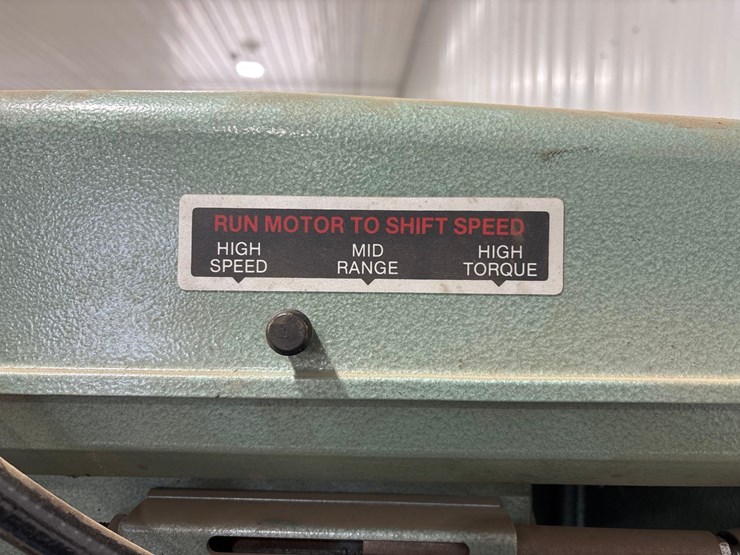 RUN MOTOR TO SHIFT SPEED
HIGH MID HIGH
SPEED RANGE TORQUE